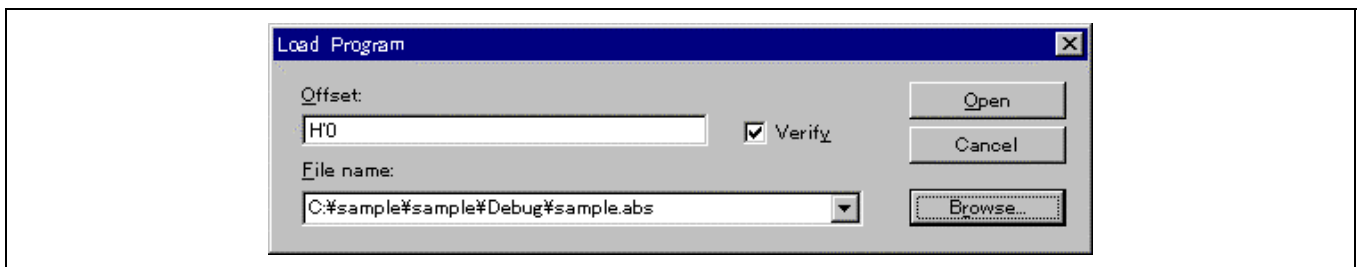 Load Program
Offset:
Open
H'0
Verify
Cancel
File name:
C:¥sample¥sample¥Debug¥sample.abs
Browse...